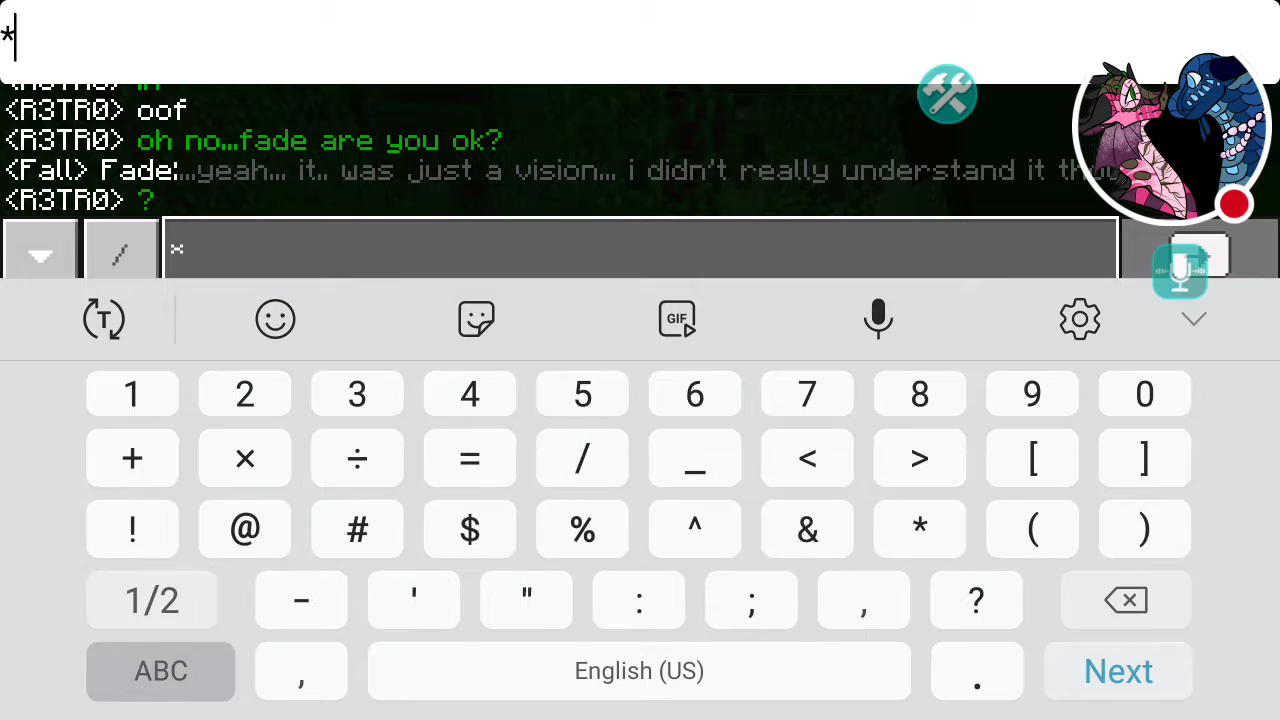 *
<R3TR0> oof
<R3TR0> oh no...fade are you ok?
<Fall> Fade:...yeah... it.. was just a vision... i didn't really understand it
<R3TR0> ?
/
*
T
GIF
1 2 3 4 5 6 7 8 9 0
+ × ÷ = / _ < > [ ]
! @ # $ % ^ & * ( )
1/2 - ' " : ; , ?
ABC , English (US) . Next